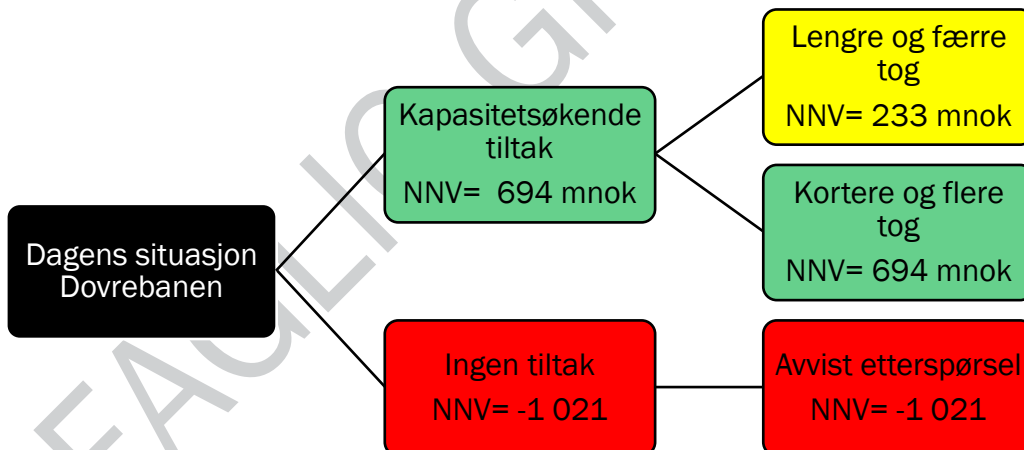 Dagens situasjon
Dovrebanen
Kapasitetsøkende
tiltak
NNV=  694 mnok
Lengre og færre
tog
NNV= 233 mnok
Kortere og flere
tog
NNV= 694 mnok
Ingen tiltak
NNV= -1 021
Avvist etterspørsel
NNV= -1 021